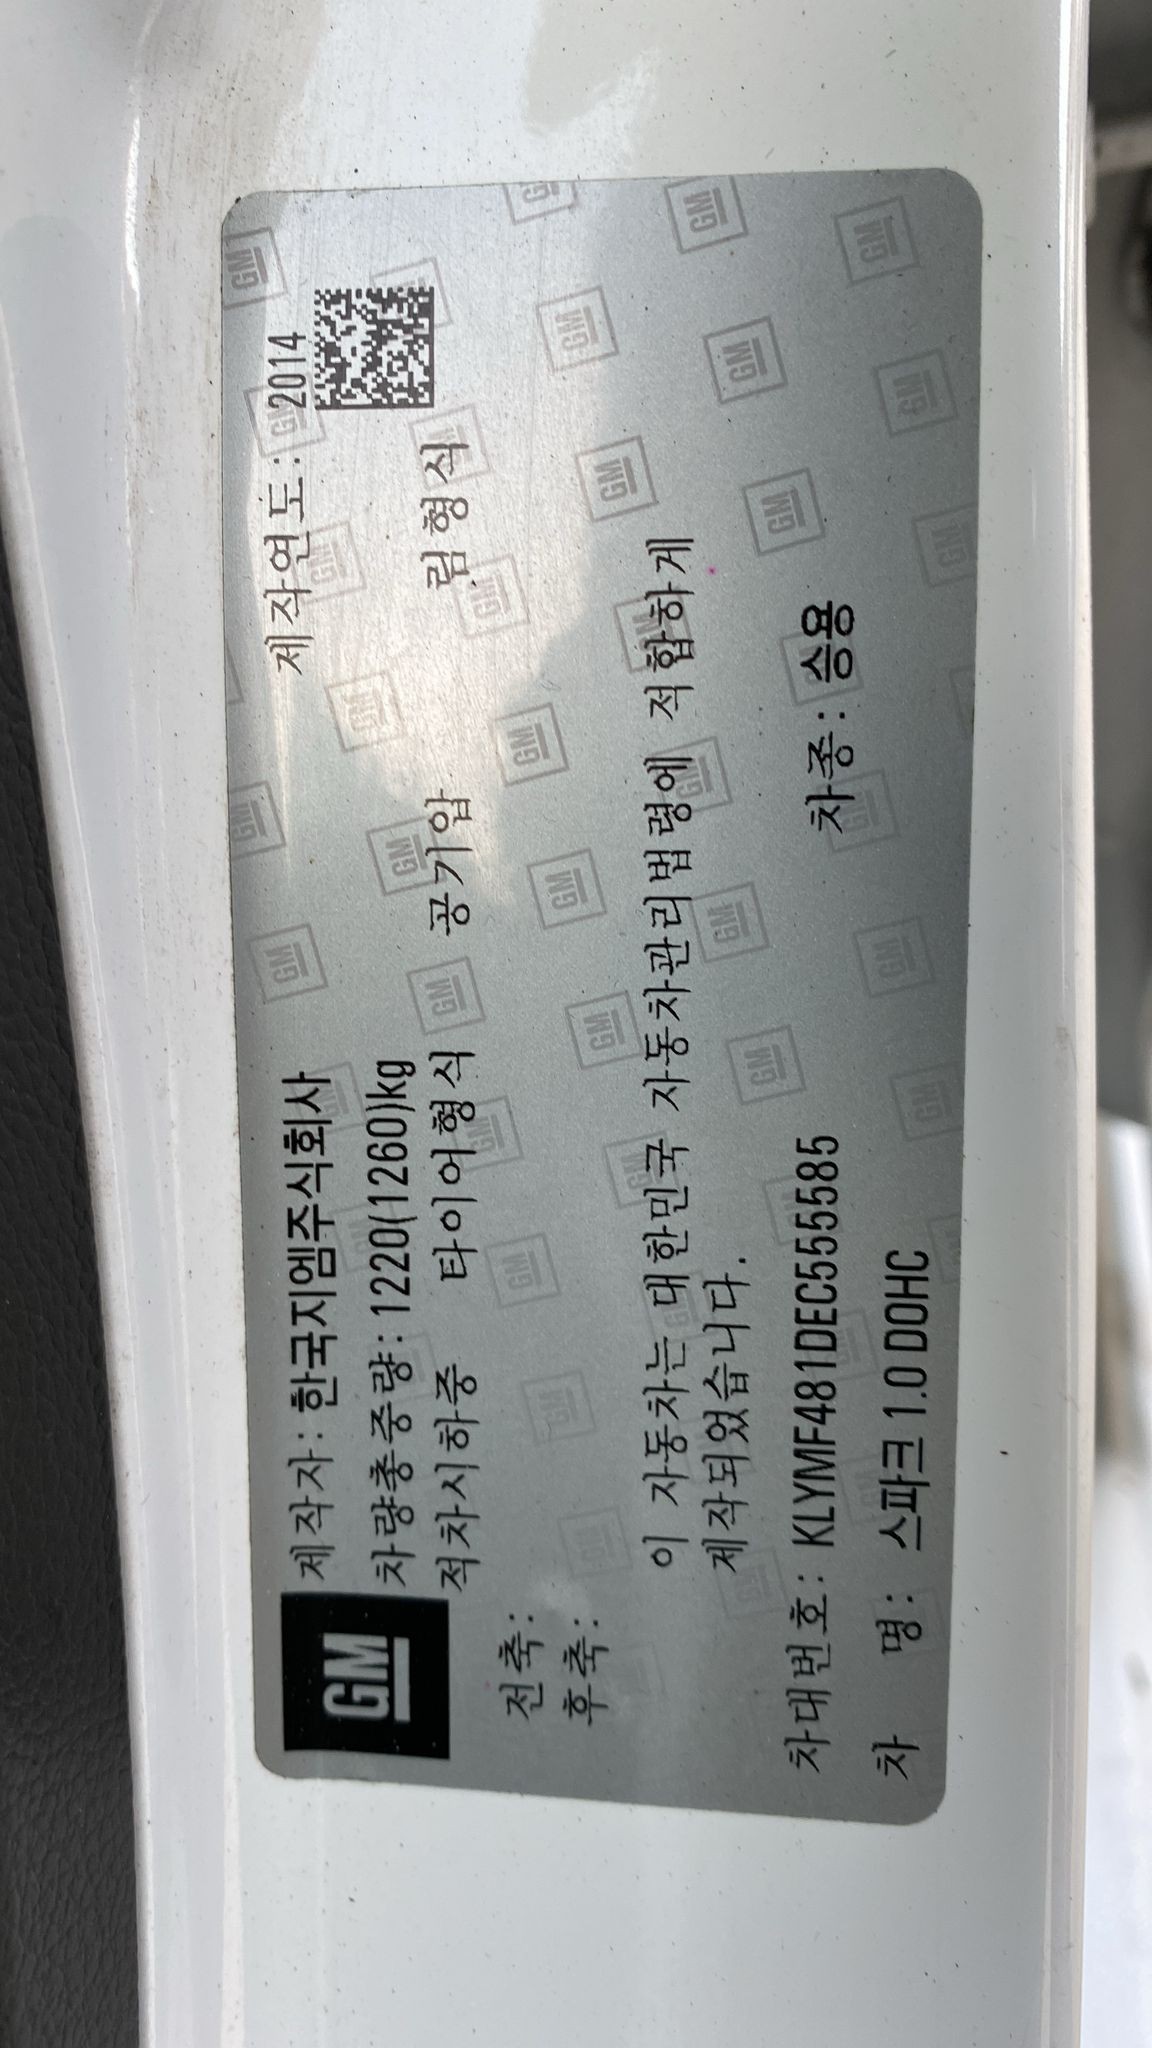 GM
제작자 : 한국지엠주식회사 제작연도 : 2014
차량총중량 : 1220(1260)kg
적차시하중 타이어형식 공기압 림형식
전축 :
후축 :
이 자동차는 대한민국 자동차관리법령에 적합하게
제작되었습니다.
차대번호 : KLYMF481DEC555585 차종 : 승용
차 명 : 스파크 1.0 DOHC